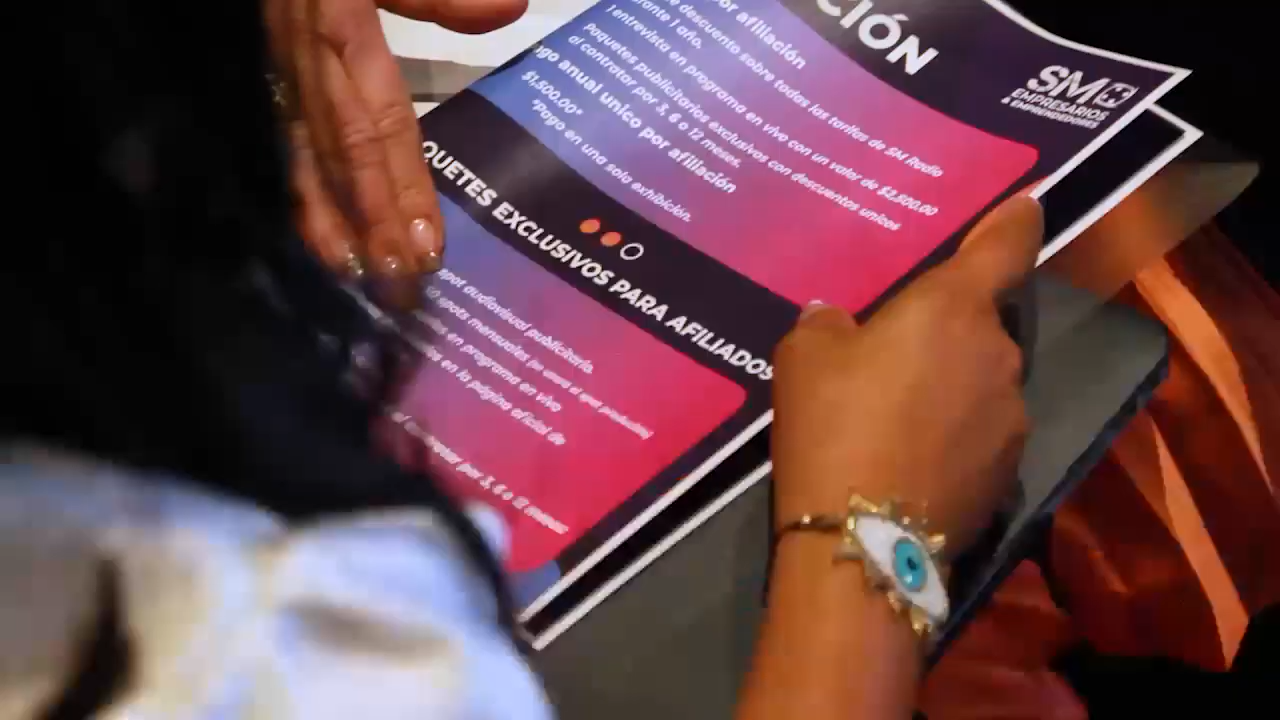 CIÓN
SM
EMPRESARIOS
& EMPRENDEDORES
por afiliación
descuento sobre todas las tarifas de SM Radio
durante 1 año.
1 entrevista en programa en vivo con un valor de $2,500.00
Paquetes publicitarios exclusivos con descuentos unicos
al contratar por 3, 6 o 12 meses.
go anual unico por afiliación
$1,500.00*
*Pago en una sola exhibición.
QUETES EXCLUSIVOS PARA AFILIADOS
spot audiovisual publicitario.
spots mensuales
en programa en vivo
en la página oficial de
por 3, 6 o 12 meses